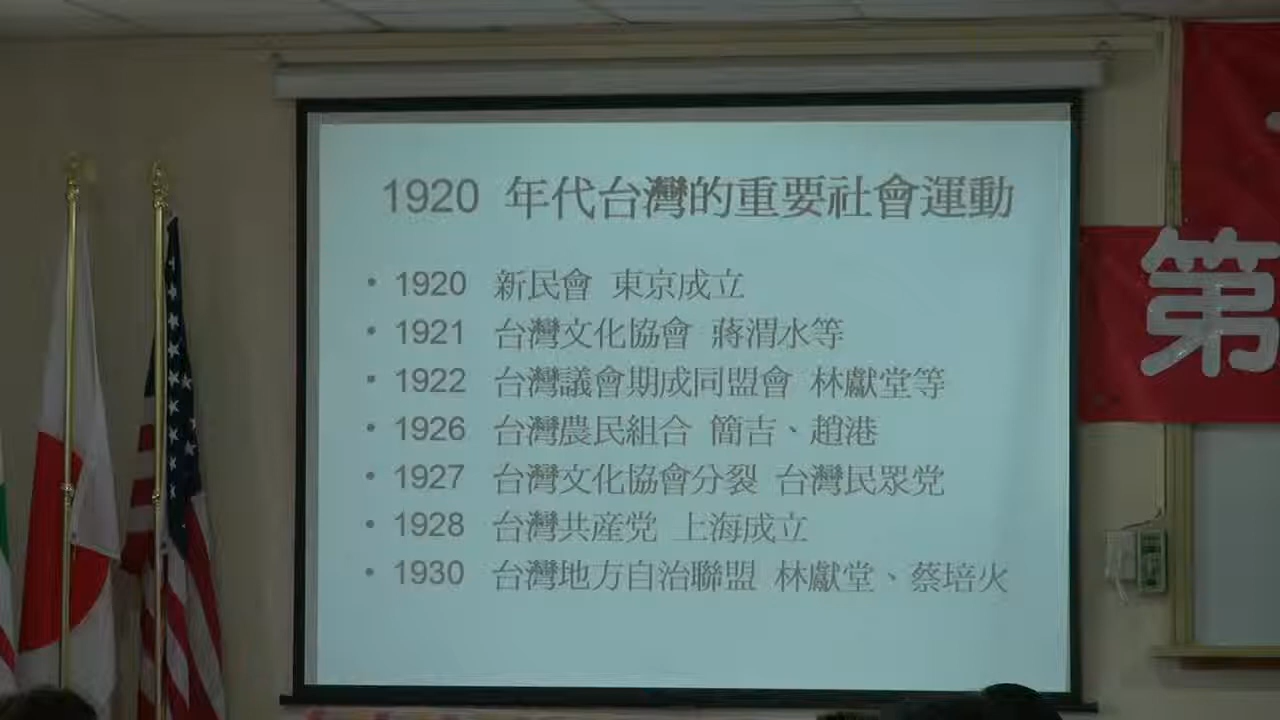 1920 年代台灣的重要社會運動
• 1920 新民會 東京成立
• 1921 台灣文化協會 蔣渭水等
• 1922 台灣議會期成同盟會 林獻堂等
• 1926 台灣農民組合 簡吉、趙港
• 1927 台灣文化協會分裂 台灣民眾党
• 1928 台灣共産党 上海成立
• 1930 台灣地方自治聯盟 林獻堂、蔡培火
第